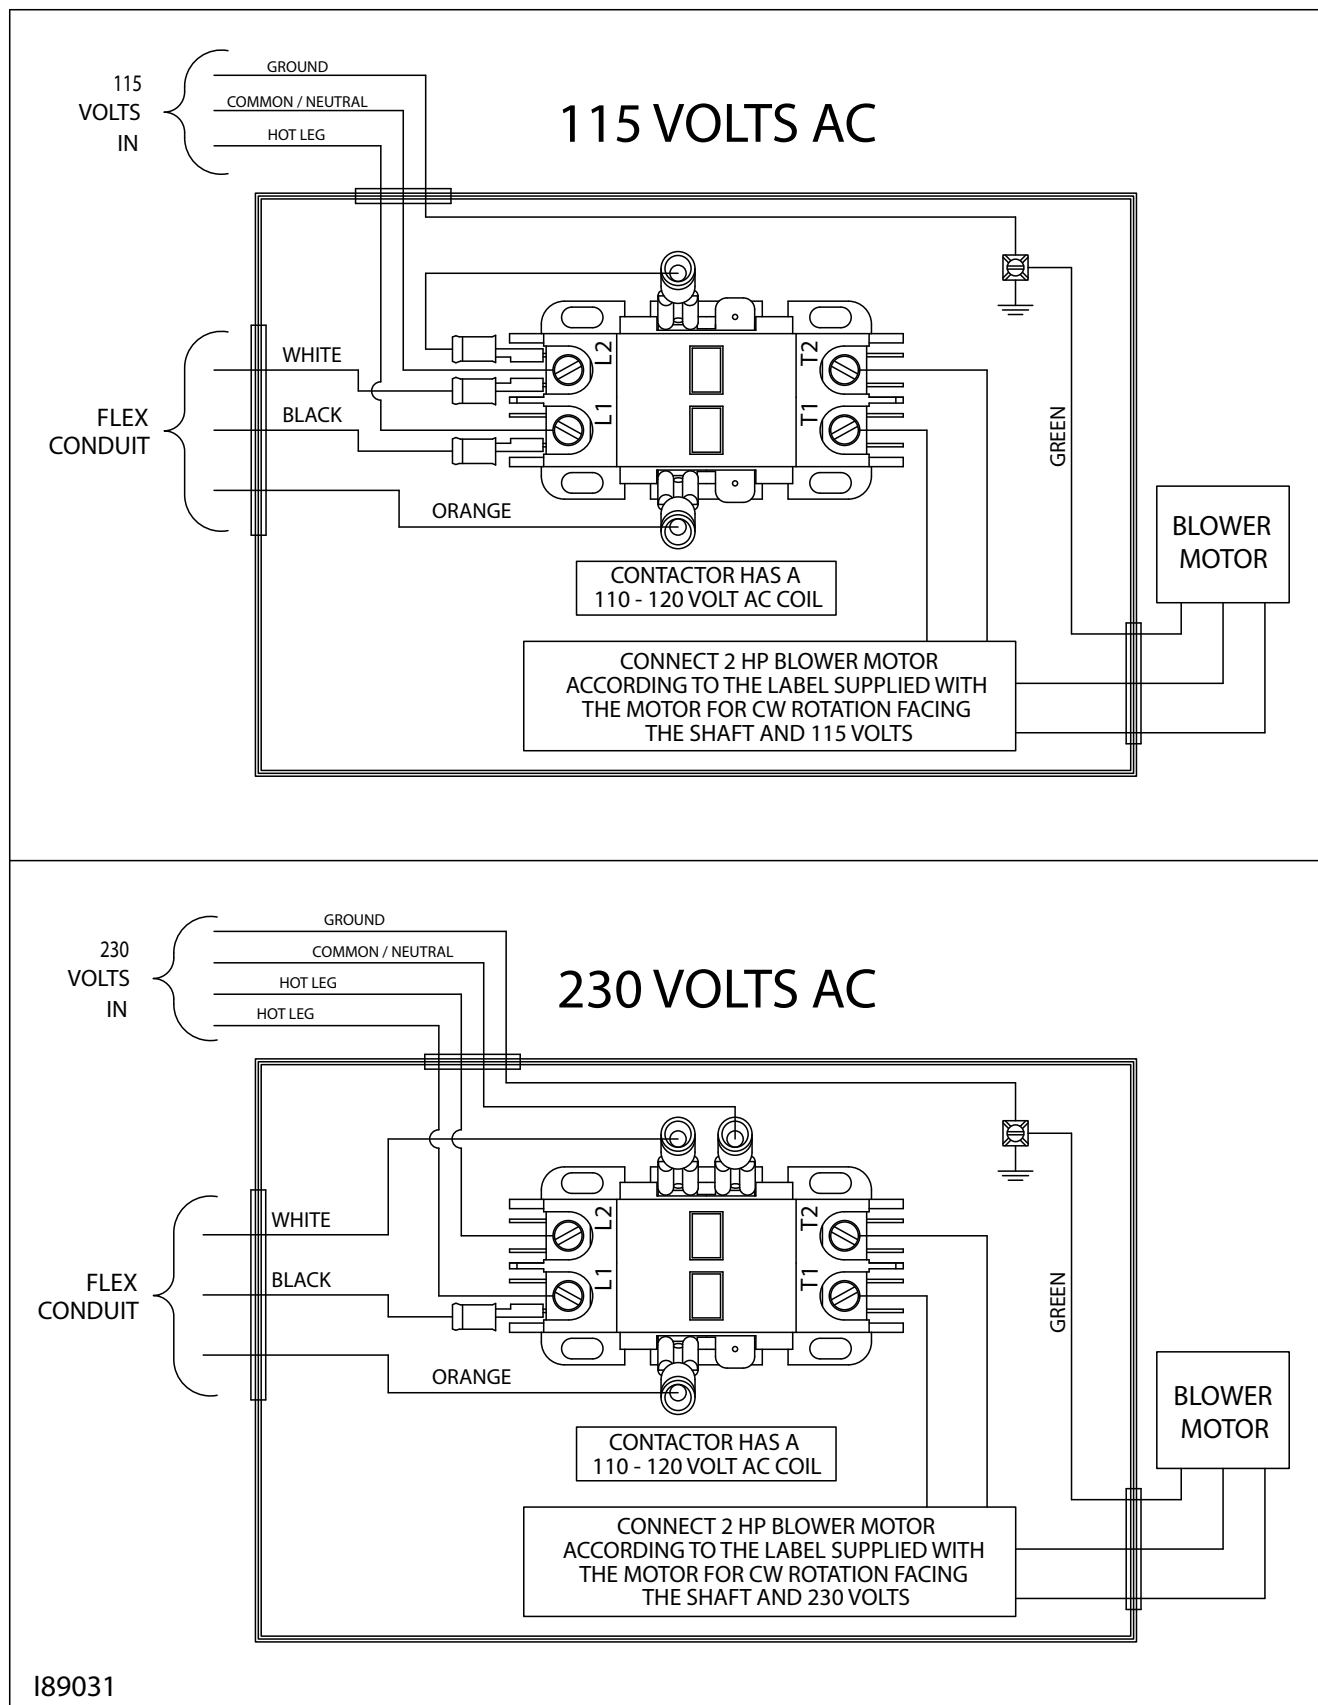 115
VOLTS
IN
GROUND
COMMON / NEUTRAL
HOT LEG
115 VOLTS AC
FLEX
CONDUIT
WHITE
BLACK
ORANGE
L2
L1
T2
T1
GREEN
BLOWER
MOTOR
CONTACTOR HAS A
110 - 120 VOLT AC COIL
CONNECT 2 HP BLOWER MOTOR
ACCORDING TO THE LABEL SUPPLIED WITH
THE MOTOR FOR CW ROTATION FACING
THE SHAFT AND 115 VOLTS
230
VOLTS
IN
GROUND
COMMON / NEUTRAL
HOT LEG
HOT LEG
230 VOLTS AC
FLEX
CONDUIT
WHITE
BLACK
ORANGE
L2
L1
T2
T1
GREEN
BLOWER
MOTOR
CONTACTOR HAS A
110 - 120 VOLT AC COIL
CONNECT 2 HP BLOWER MOTOR
ACCORDING TO THE LABEL SUPPLIED WITH
THE MOTOR FOR CW ROTATION FACING
THE SHAFT AND 230 VOLTS
I89031